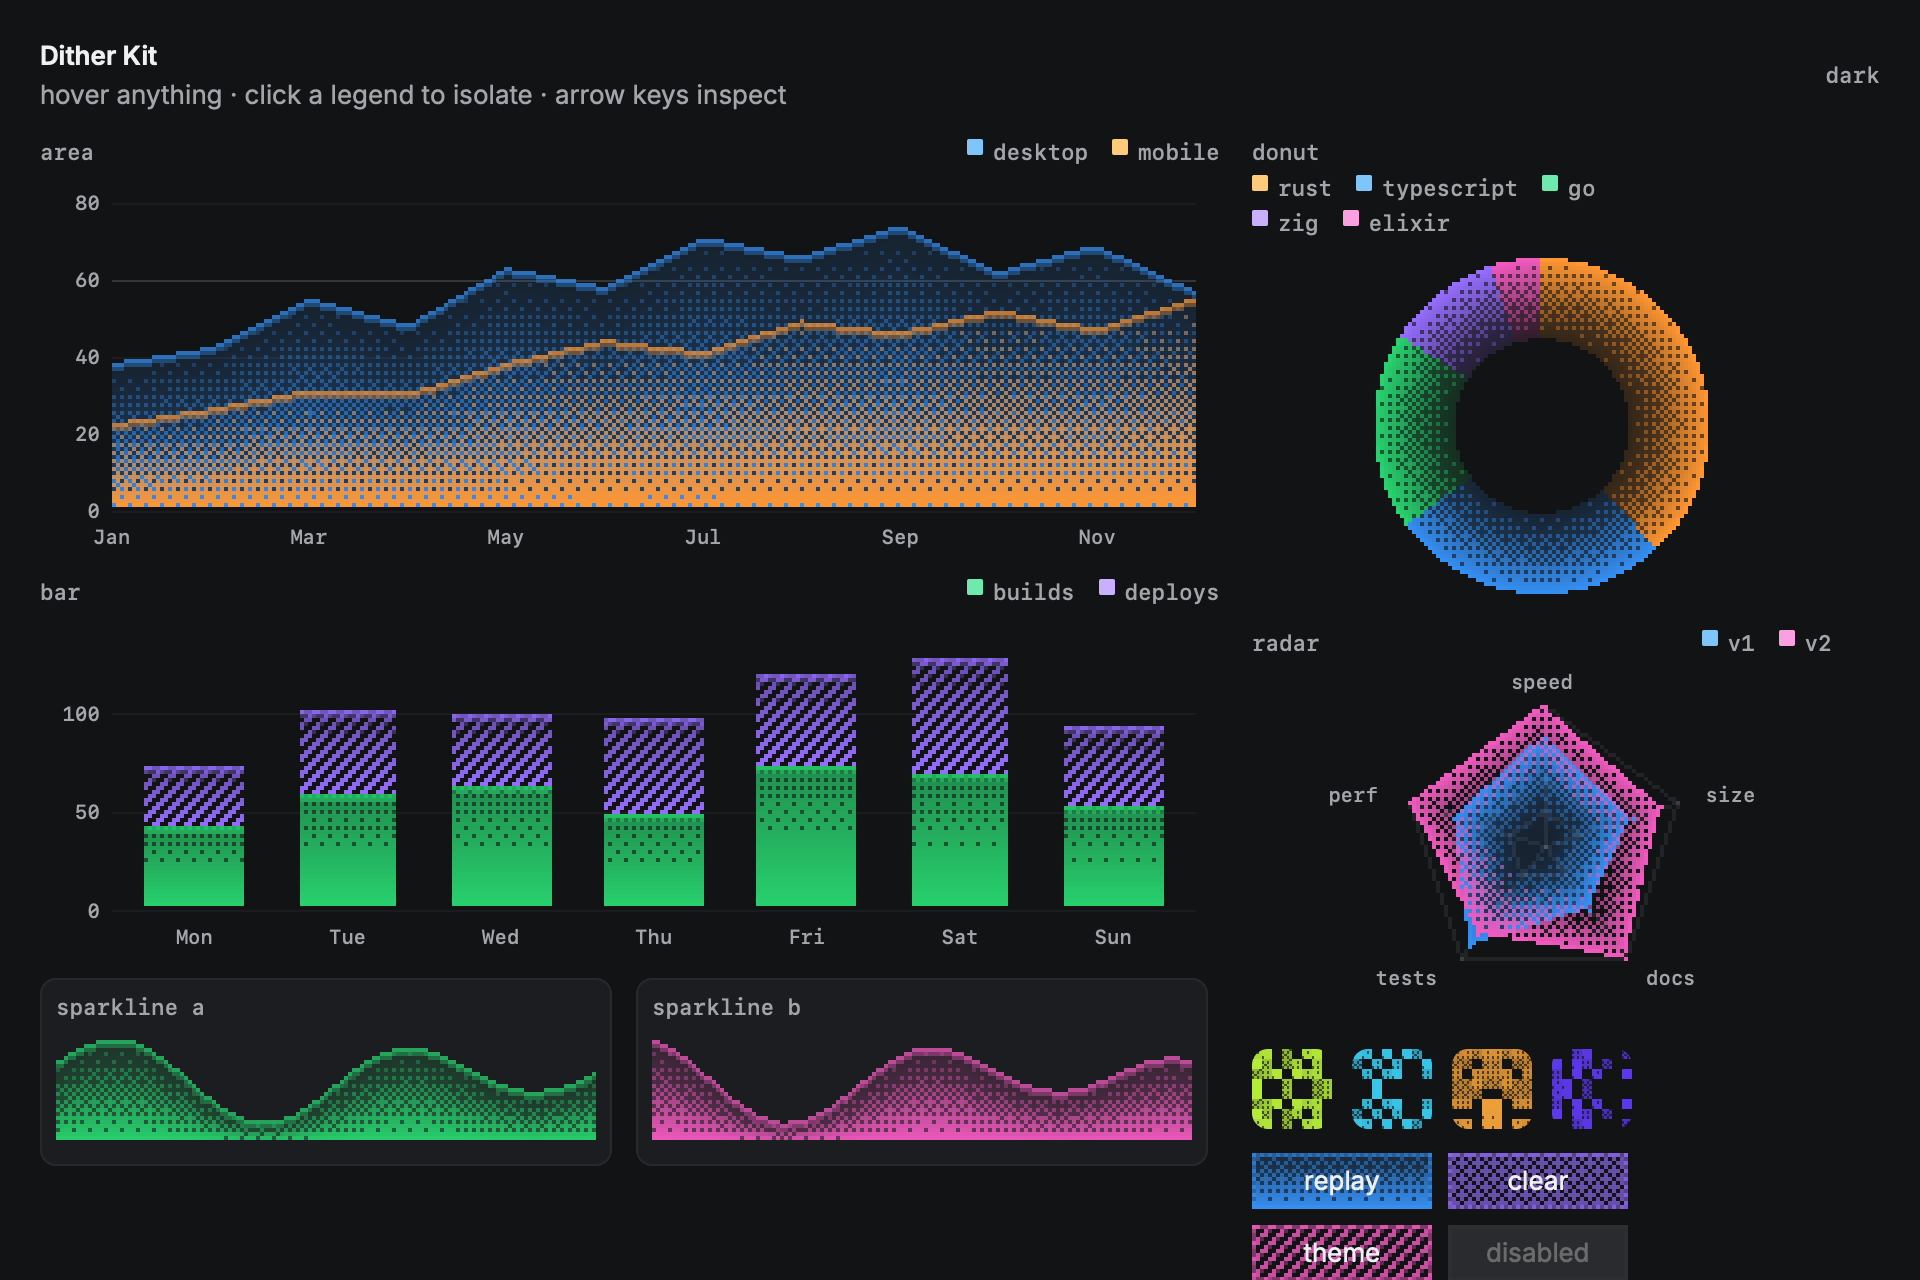 Dither Kit
hover anything · click a legend to isolate · arrow keys inspect
dark
area
desktop mobile
80
60
40
20
0
Jan Mar May Jul Sep Nov
donut
rust typescript go
zig elixir
bar
builds deploys
100
50
0
Mon Tue Wed Thu Fri Sat Sun
radar
v1 v2
speed
perf
size
tests
docs
sparkline a
sparkline b
replay
clear
theme
disabled